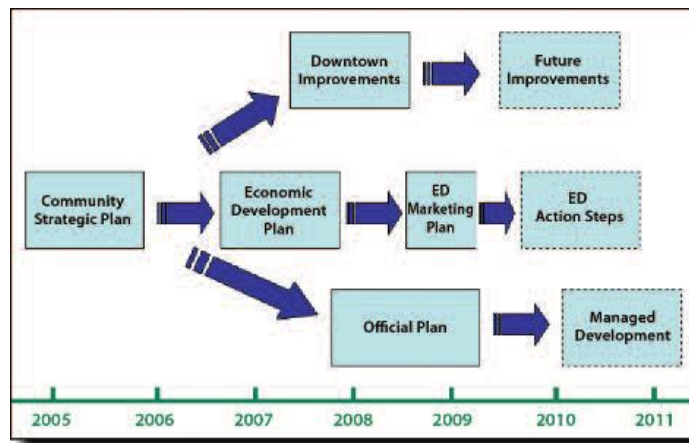 Downtown
Improvements
Future
Improvements
Community
Strategic Plan
Economic
Development
Plan
ED
Marketing
Plan
ED
Action Steps
Official Plan
Managed
Development
2005 2006 2007 2008 2009 2010 2011